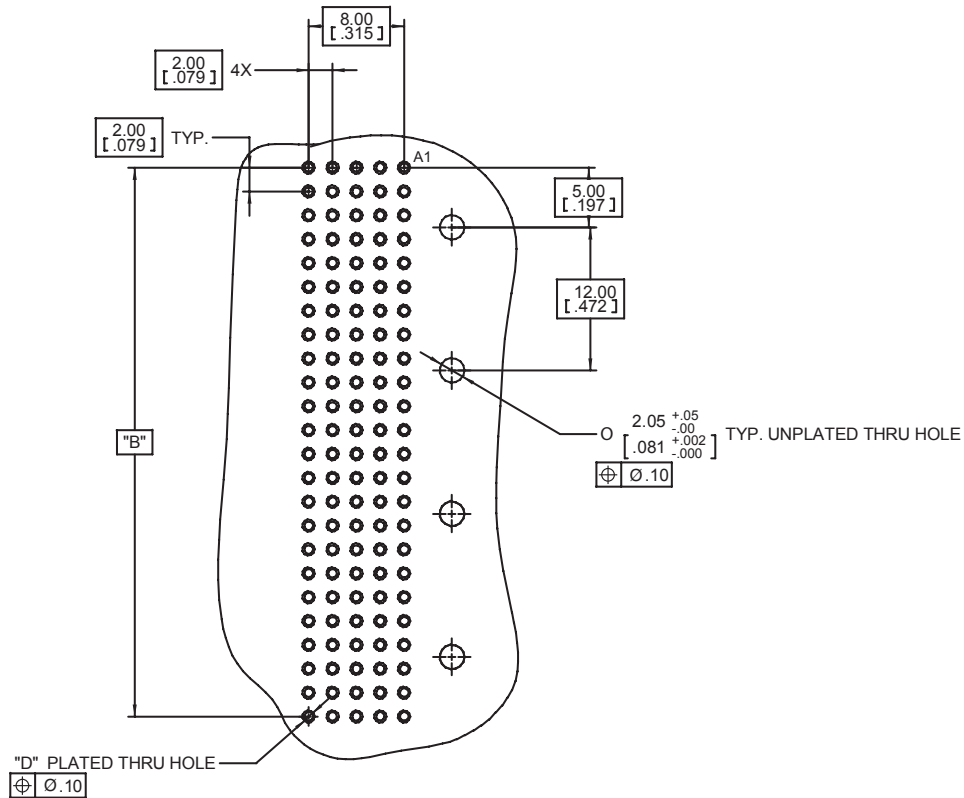 8.00
[.315]
2.00
[.079] 4X
2.00
[.079] TYP.
A1
5.00
[.197]
12.00
[.472]
"B"
O 2.05 +.05 -.00
[.081 +.002 -.000] TYP. UNPLATED THRU HOLE
⌖ Ø.10
"D" PLATED THRU HOLE
⌖ Ø.10